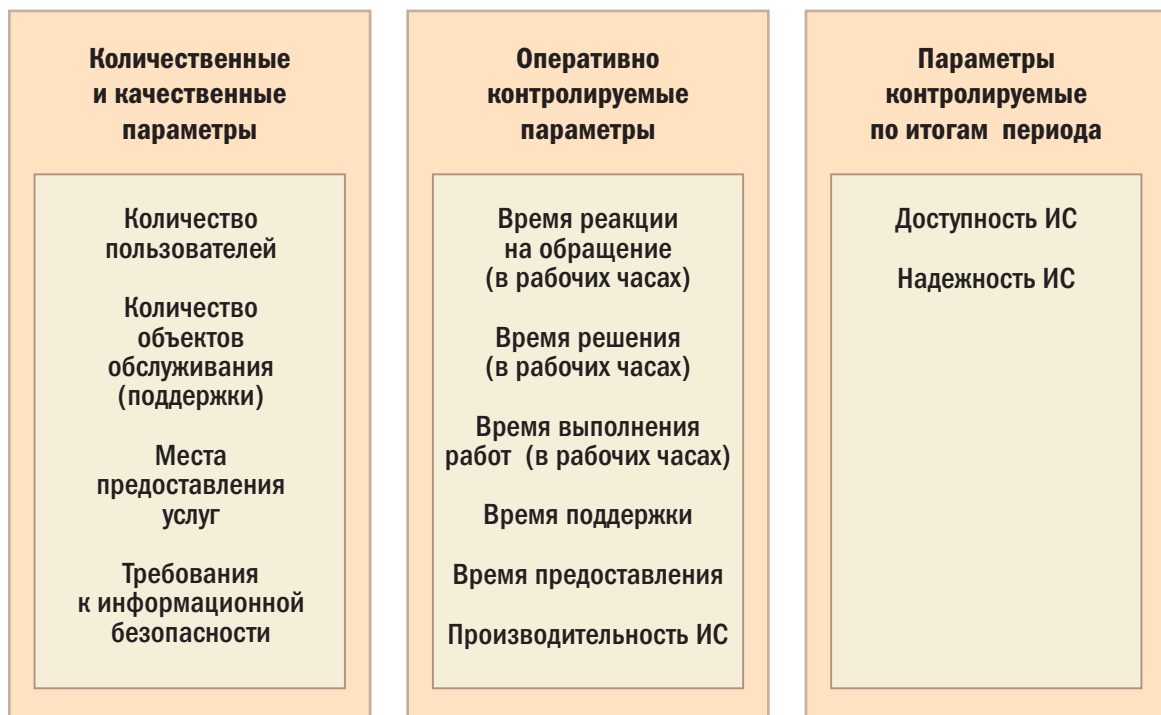 Количественные
и качественные
параметры
Количество
пользователей
Количество
объектов
обслуживания
(поддержки)
Места
предоставления
услуг
Требования
к информационной
безопасности
Оперативно
контролируемые
параметры
Время реакции
на обращение
(в рабочих часах)
Время решения
(в рабочих часах)
Время выполнения
работ (в рабочих часах)
Время поддержки
Время предоставления
Производительность ИС
Параметры
контролируемые
по итогам периода
Доступность ИС
Надежность ИС